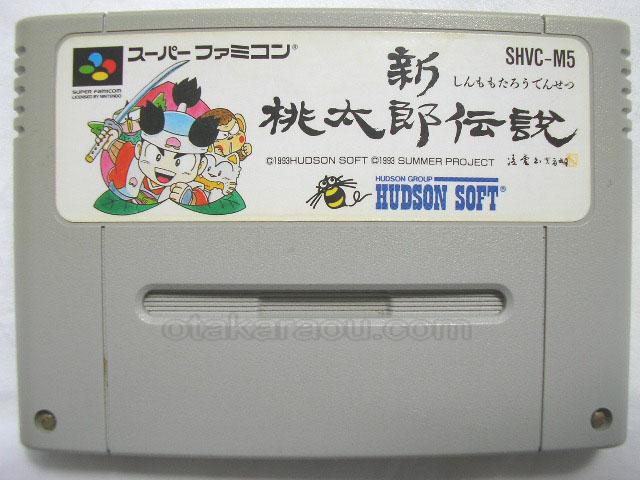 スーパーファミコン®
SUPER FAMICOM
LICENSED BY NINTENDO
SHVC-M5
新
しんももたろうでんせつ
桃太郎伝説
©1993 HUDSON SOFT ©1993 SUMMER PROJECT
HUDSON GROUP
HUDSON SOFT®
otakaraou.com